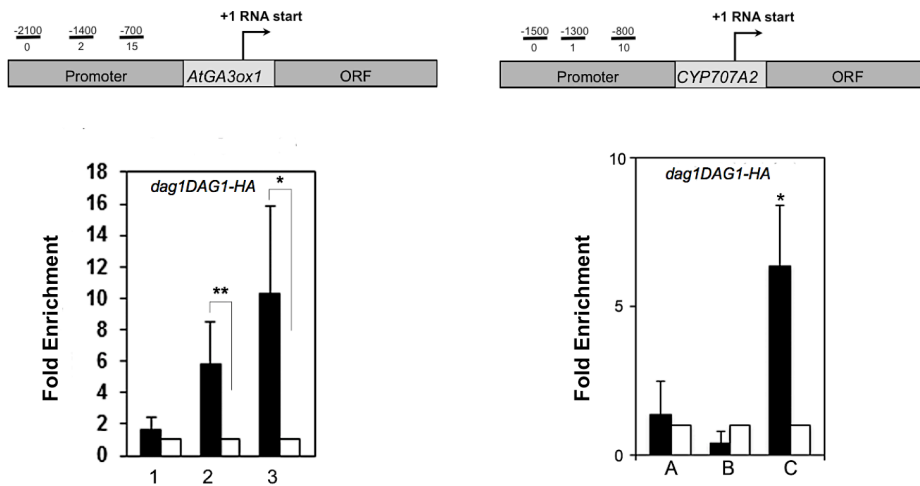 +1 RNA start
-2100 -1400 -700
0 2 15
Promoter AtGA3ox1 ORF
+1 RNA start
-1500 -1300 -800
0 1 10
Promoter CYP707A2 ORF
Fold Enrichment
18
16
14
12
10
8
6
4
2
0
dag1DAG1-HA
*
**
1 2 3
Fold Enrichment
10
5
0
dag1DAG1-HA
*
A B C